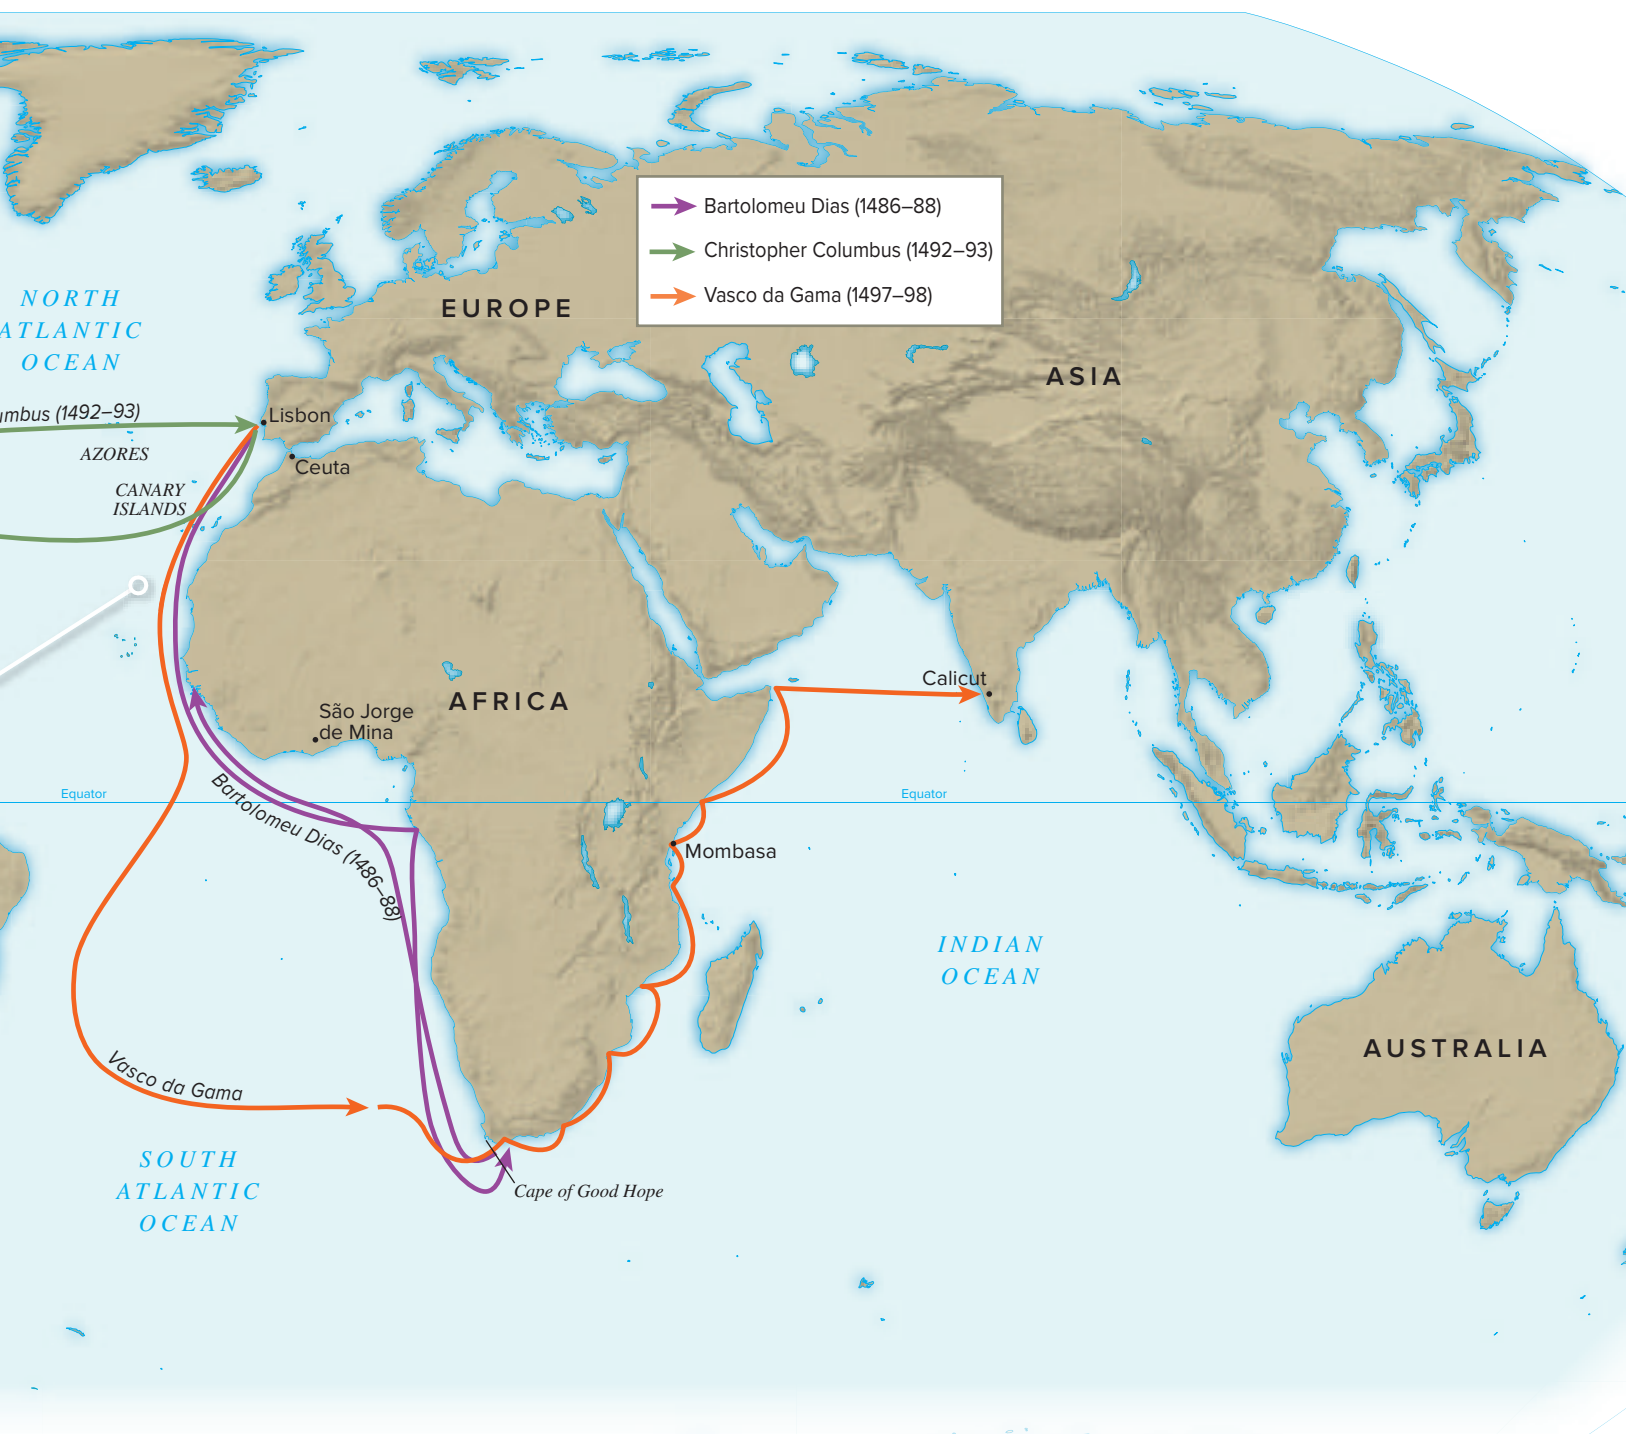 Bartolomeu Dias (1486–88)
Christopher Columbus (1492–93)
Vasco da Gama (1497–98)
NORTH
ATLANTIC
OCEAN
EUROPE
ASIA
(1492–93)
Lisbon
AZORES
Ceuta
CANARY
ISLANDS
Calicut
AFRICA
São Jorge
de Mina
Bartolomeu Dias (1486–88)
Equator
Equator
Mombasa
INDIAN
OCEAN
AUSTRALIA
Vasco da Gama
SOUTH
ATLANTIC
OCEAN
Cape of Good Hope